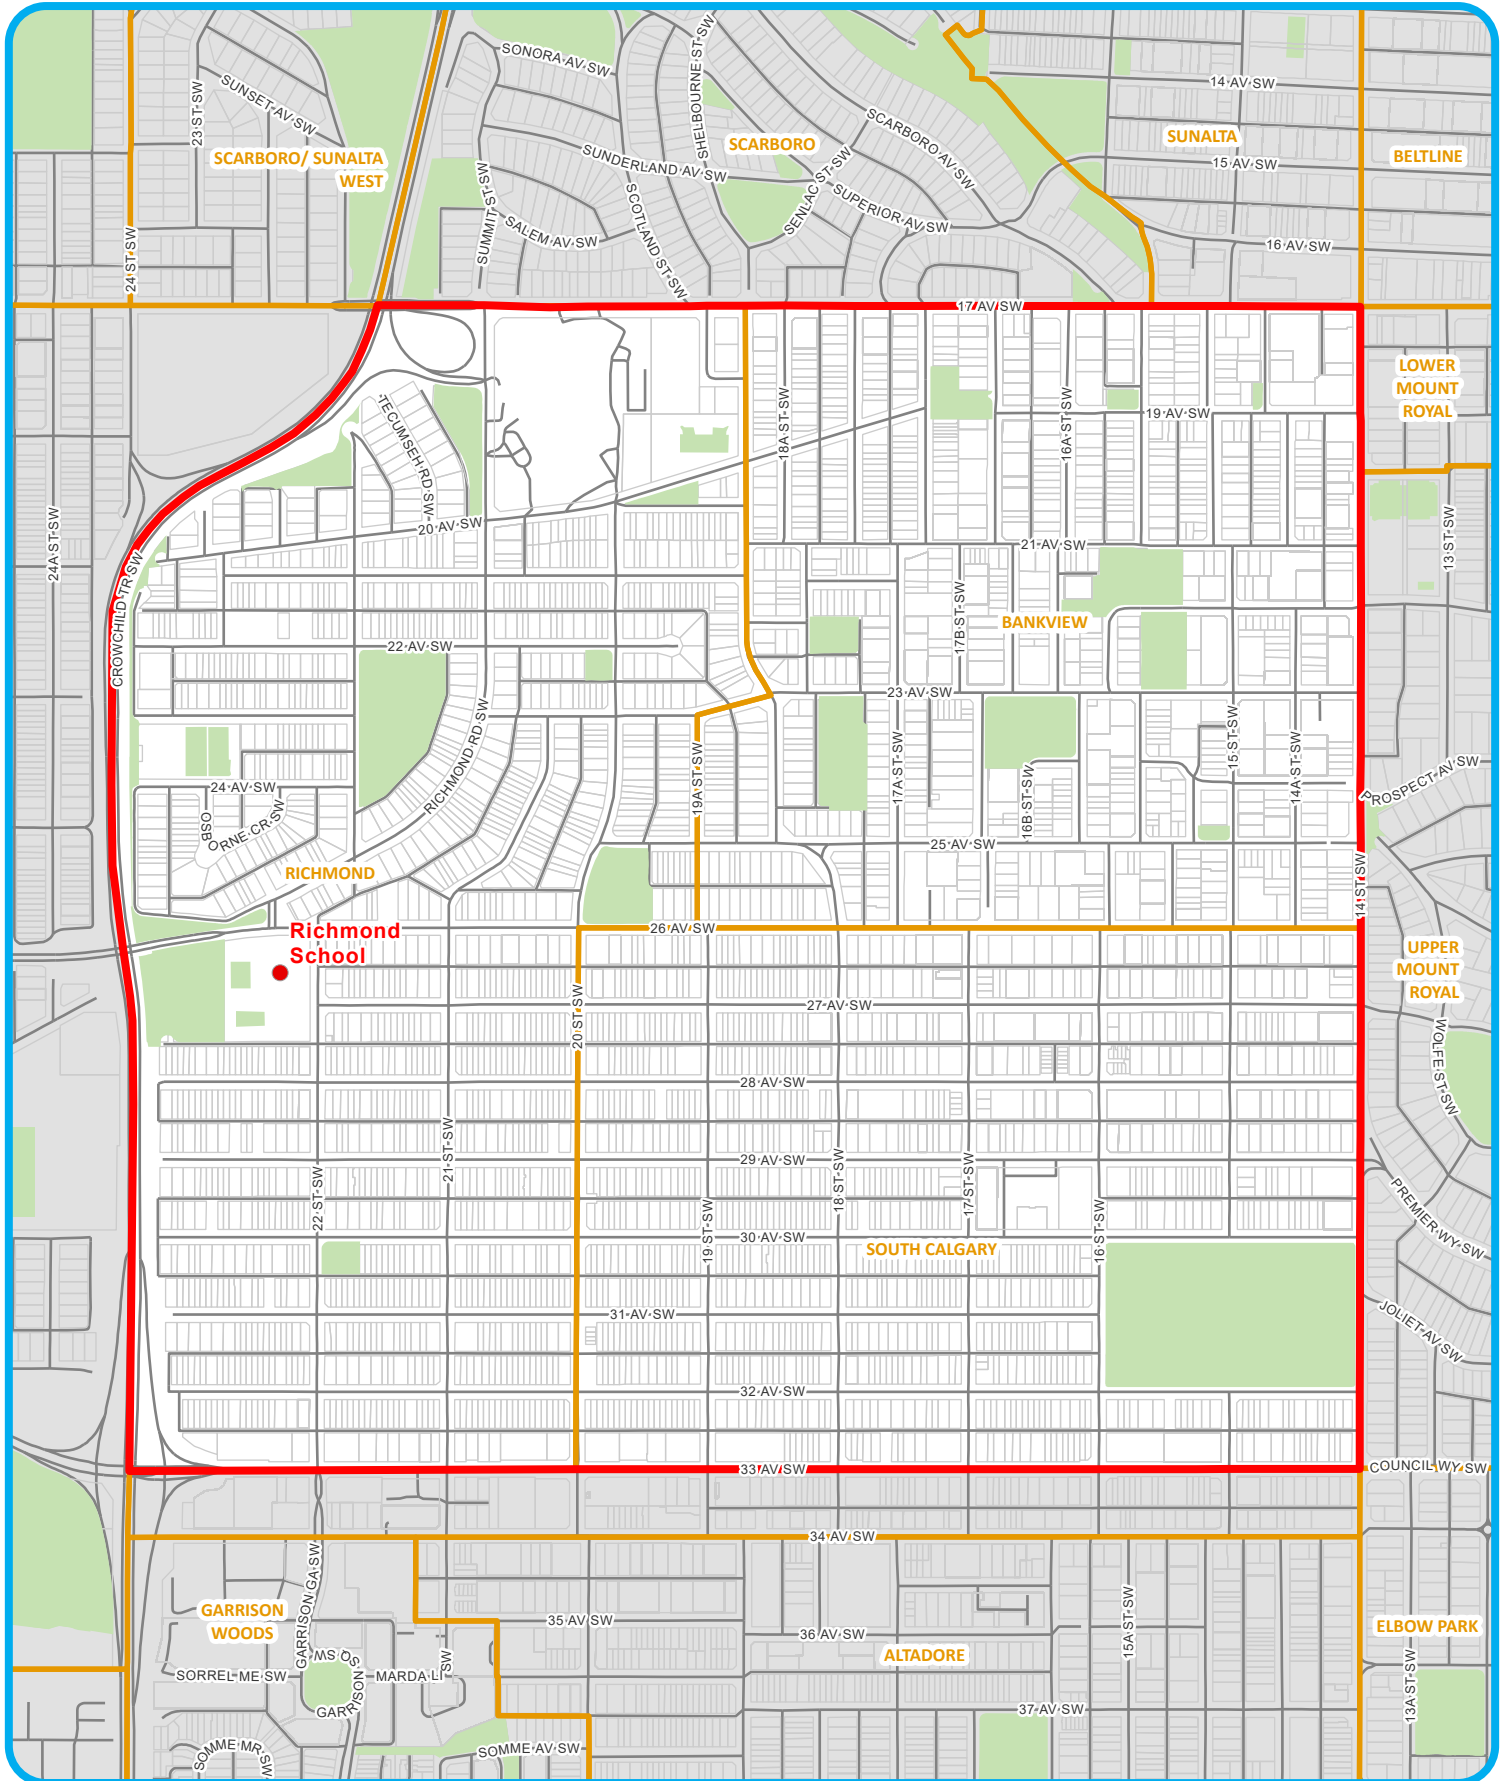 SONORA AV SW
SHELBOURNE ST SW
23 ST SW
SUNSET AV SW
14 AV SW
SCARBORO AV SW
SUNALTA
SCARBORO
SCARBORO/ SUNALTA
WEST
BELTLINE
15 AV SW
SUNDERLAND AV SW
SENLAC ST SW
SUPERIOR AV SW
SCOTLAND ST SW
SUMMIT ST SW
SALEM AV SW
24 ST SW
16 AV SW
17 AV SW
LOWER
MOUNT
ROYAL
TECUMSEH RD SW
18A ST SW
16A ST SW
19 AV SW
20 AV SW
24A ST SW
13 ST SW
21 AV SW
CROWCHILD TR SW
17B ST SW
BANKVIEW
22 AV SW
23 AV SW
RICHMOND RD SW
19A ST SW
17A ST SW
15 ST SW
14A ST SW
16B ST SW
PROSPECT AV SW
24 AV SW
OSB
ORNE CR SW
25 AV SW
RICHMOND
14 ST SW
Richmond
School
26 AV SW
UPPER
MOUNT
ROYAL
20 ST SW
27 AV SW
WOLFE ST SW
28 AV SW
21 ST SW
29 AV SW
18 ST SW
17 ST SW
22 ST SW
19 ST SW
16 ST SW
PREMIER WY SW
30 AV SW
SOUTH CALGARY
31 AV SW
JOLIET AV SW
32 AV SW
33 AV SW
COUNCIL WY SW
34 AV SW
GARRISON GA SW
GARRISON
WOODS
35 AV SW
36 AV SW
15A ST SW
ELBOW PARK
ALTADORE
SORREL ME SW
GARRISON
SQ SW
MARDA LI
SW
13A ST SW
37 AV SW
SOMME MR SW
SOMME AV SW